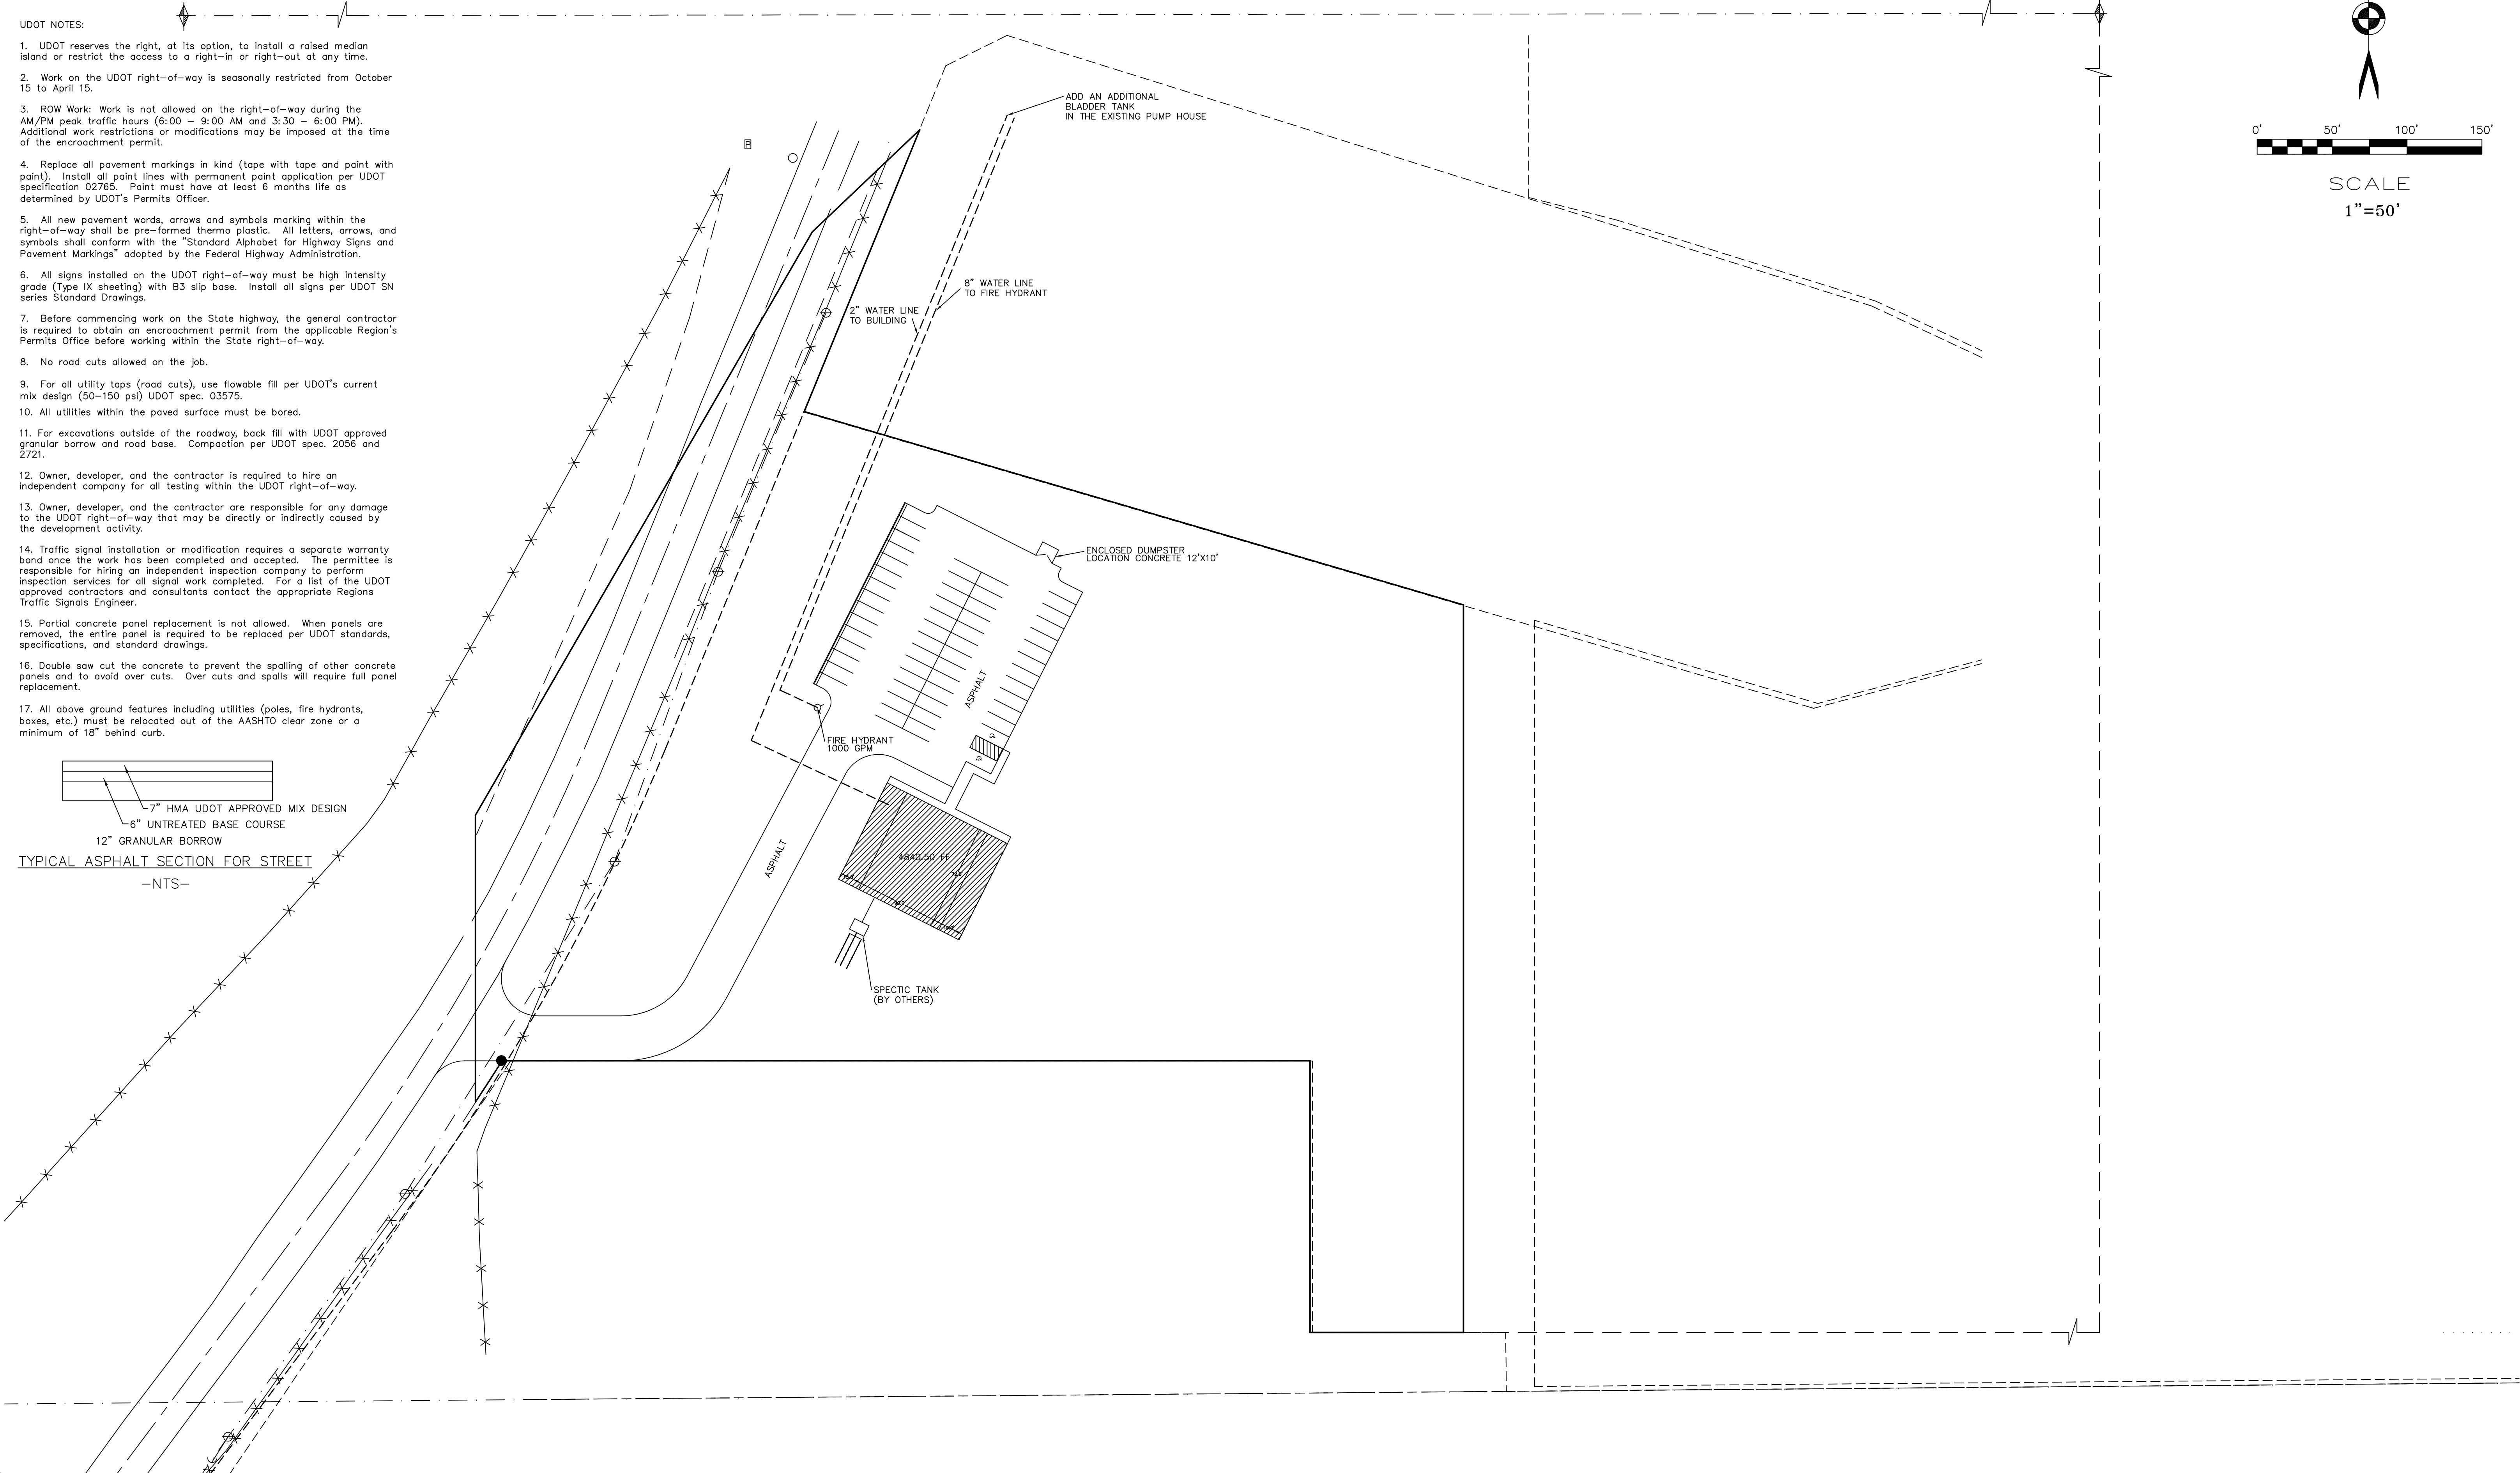 UDOT NOTES:
1. UDOT reserves the right, at its option, to install a raised median
island or restrict the access to a right-in or right-out at any time.
2. Work on the UDOT right-of-way is seasonally restricted from October
15 to April 15.
3. ROW Work: Work is not allowed on the right-of-way during the
AM/PM peak traffic hours (6:00 - 9:00 AM and 3:30 - 6:00 PM).
Additional work restrictions or modifications may be imposed at the time
of the encroachment permit.
4. Replace all pavement markings in kind (tape with tape and paint with
paint). Install all paint lines with permanent paint application per UDOT
specification 02765. Paint must have at least 6 months life as
determined by UDOT's Permits Officer.
5. All new pavement words, arrows and symbols marking within the
right-of-way shall be pre-formed thermo plastic. All letters, arrows, and
symbols shall conform with the "Standard Alphabet for Highway Signs and
Pavement Markings" adopted by the Federal Highway Administration.
6. All signs installed on the UDOT right-of-way must be high intensity
grade (Type IX sheeting) with B3 slip base. Install all signs per UDOT SN
series Standard Drawings.
7. Before commencing work on the State highway, the general contractor
is required to obtain an encroachment permit from the applicable Region's
Permits Office before working within the State right-of-way.
8. No road cuts allowed on the job.
9. For all utility taps (road cuts), use flowable fill per UDOT's current
mix design (50-150 psi) UDOT spec. 03575.
10. All utilities within the paved surface must be bored.
11. For excavations outside of the roadway, back fill with UDOT approved
granular borrow and road base. Compaction per UDOT spec. 2056 and
2721.
12. Owner, developer, and the contractor is required to hire an
independent company for all testing within the UDOT right-of-way.
13. Owner, developer, and the contractor are responsible for any damage
to the UDOT right-of-way that may be directly or indirectly caused by
the development activity.
14. Traffic signal installation or modification requires a separate warranty
bond once the work has been completed and accepted. The permittee is
responsible for hiring an independent inspection company to perform
inspection services for all signal work completed. For a list of the UDOT
approved contractors and consultants contact the appropriate Regions
Traffic Signals Engineer.
15. Partial concrete panel replacement is not allowed. When panels are
removed, the entire panel is required to be replaced per UDOT standards,
specifications, and standard drawings.
16. Double saw cut the concrete to prevent the spalling of other concrete
panels and to avoid over cuts. Over cuts and spalls will require full panel
replacement.
17. All above ground features including utilities (poles, fire hydrants,
boxes, etc.) must be relocated out of the AASHTO clear zone or a
minimum of 18" behind curb.
7" HMA UDOT APPROVED MIX DESIGN
6" UNTREATED BASE COURSE
12" GRANULAR BORROW
TYPICAL ASPHALT SECTION FOR STREET
-NTS-
ADD AN ADDITIONAL
BLADDER TANK
IN THE EXISTING PUMP HOUSE
8" WATER LINE
TO FIRE HYDRANT
2" WATER LINE
TO BUILDING
ENCLOSED DUMPSTER
LOCATION CONCRETE 12'X10'
ASPHALT
FIRE HYDRANT
1000 GPM
ASPHALT
4840.50 FF
SPECTIC TANK
(BY OTHERS)
0' 50' 100' 150'
SCALE
1"=50'